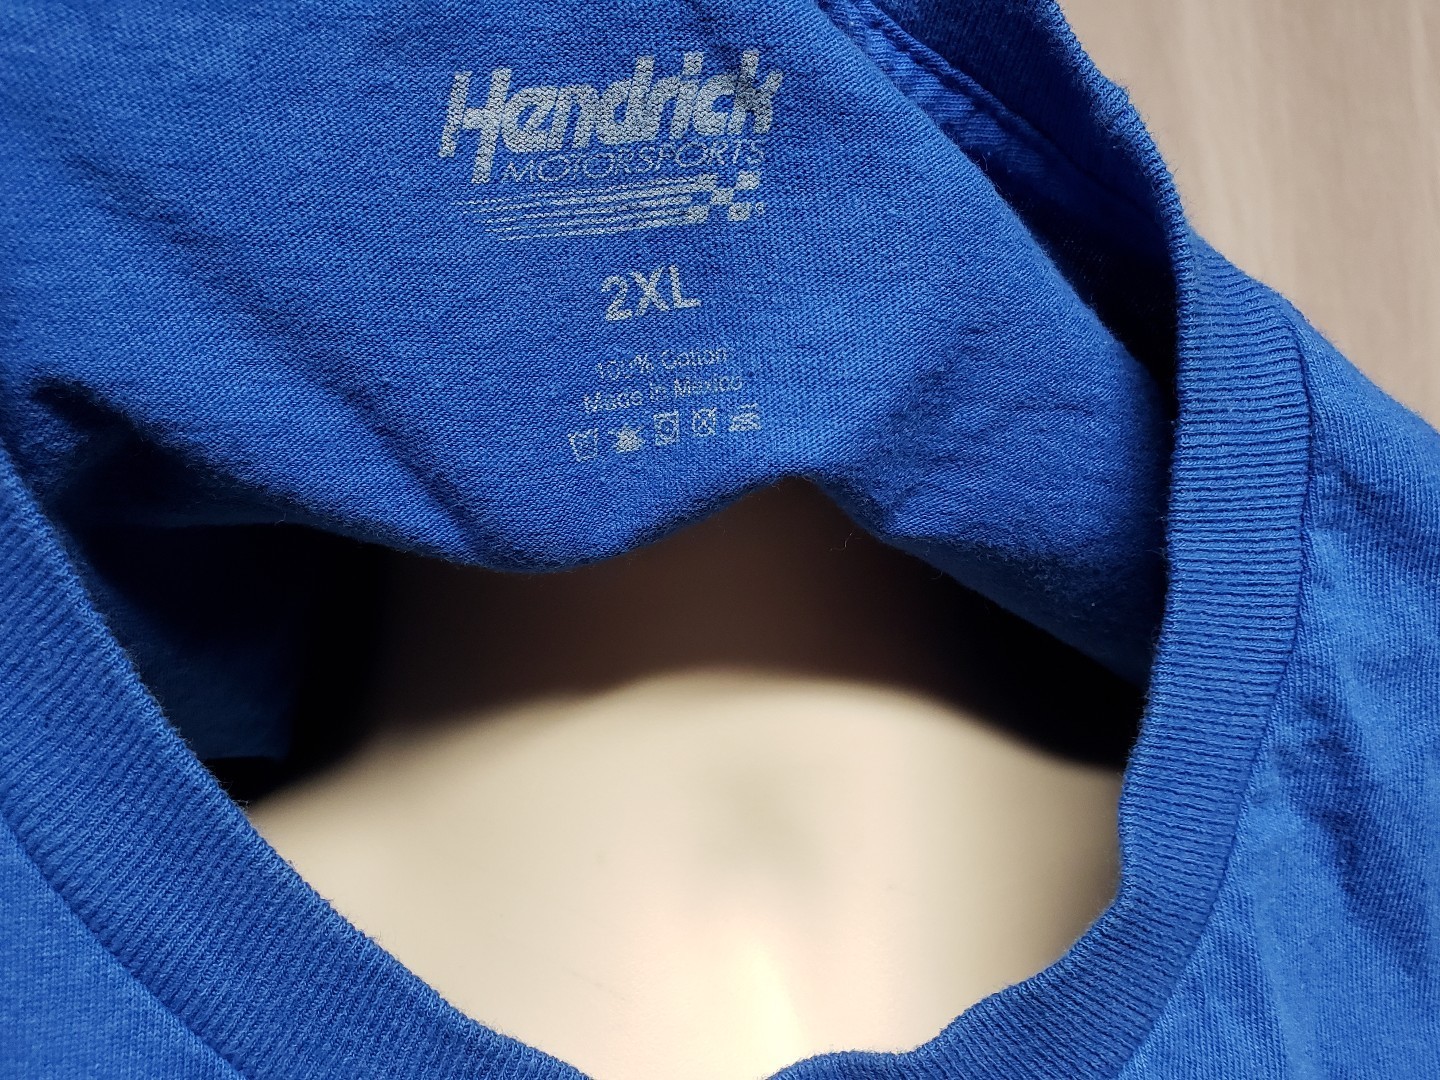 Hendrick
MOTORSPORTS
2XL
100% Cotton
Made in Mexico